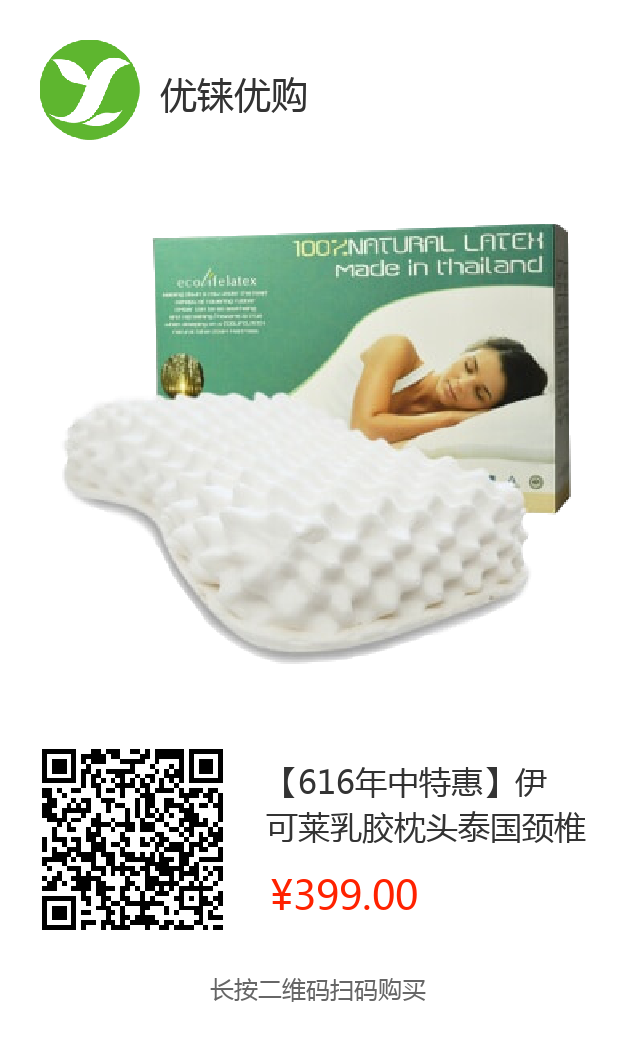 优铼优购
100%NATURAL LATEX
made in thailand
ecolifelatex
【616年中特惠】伊
可莱乳胶枕头泰国颈椎
¥399.00
长按二维码扫码购买